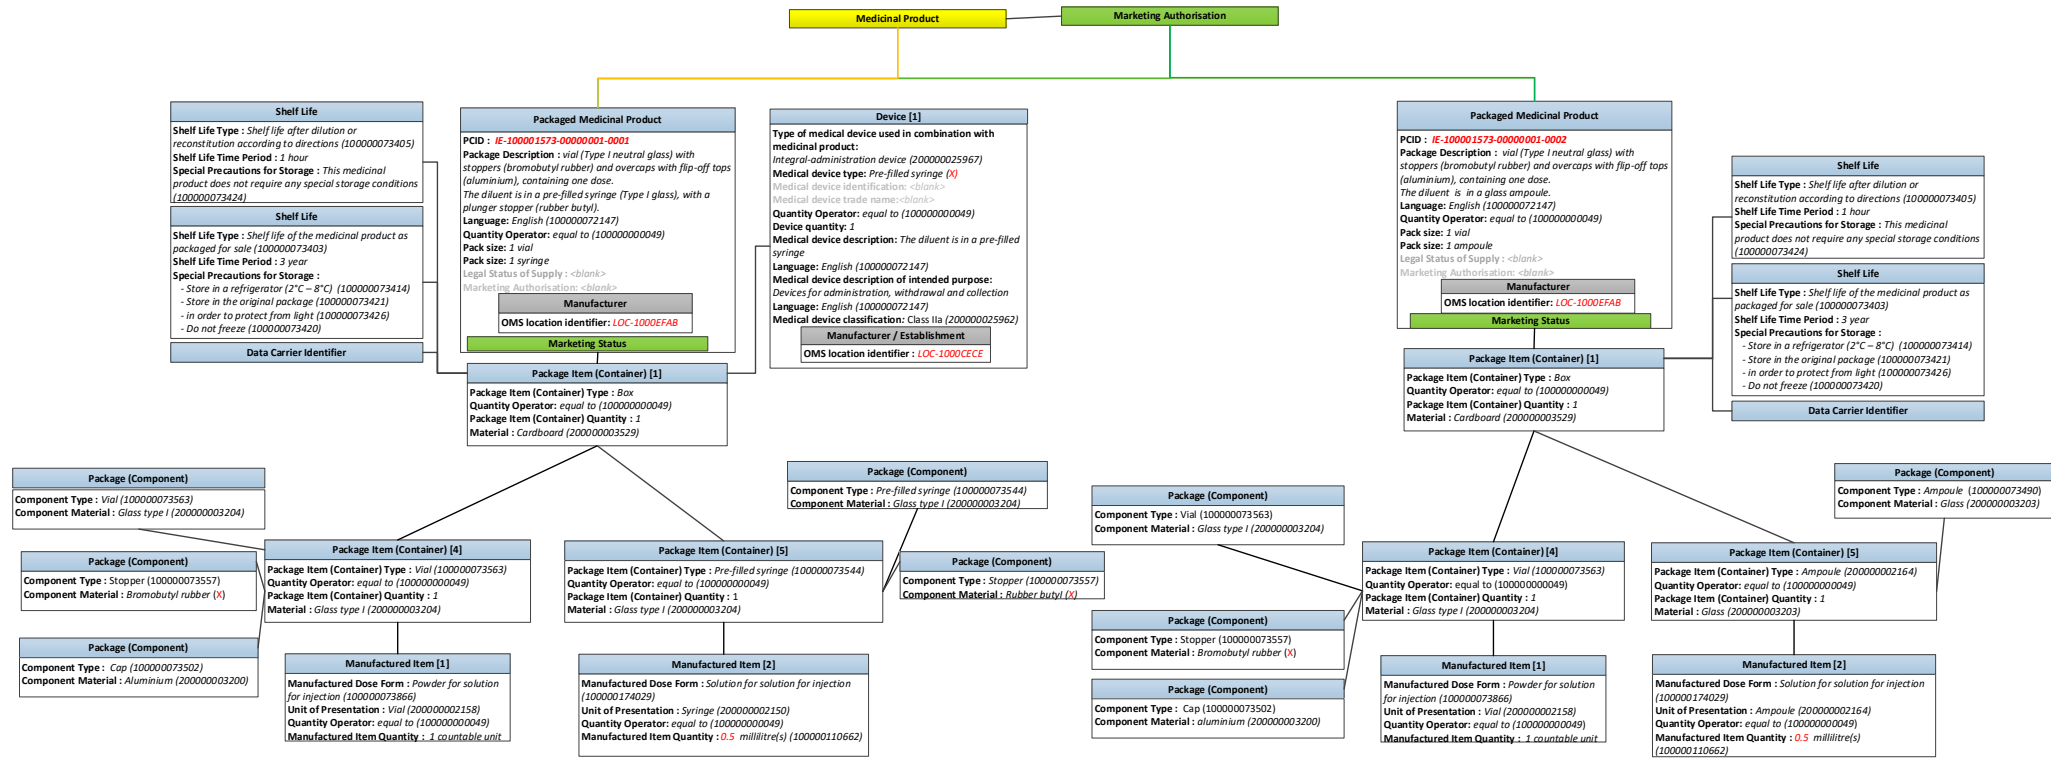 Medicinal Product
Marketing Authorisation
Shelf Life
Shelf Life Type : Shelf life after dilution or
reconstitution according to directions (100000073405)
Shelf Life Time Period : 1 hour
Special Precautions for Storage : This medicinal
product does not require any special storage conditions
(100000073424)
Shelf Life
Shelf Life Type : Shelf life of the medicinal product as
packaged for sale (100000073403)
Shelf Life Time Period : 3 year
Special Precautions for Storage :
- Store in a refrigerator (2°C – 8°C) (100000073414)
- Store in the original package (100000073421)
- in order to protect from light (100000073426)
- Do not freeze (100000073420)
Data Carrier Identifier
Packaged Medicinal Product
PCID : IE-100001573-00000001-0001
Package Description : vial (Type I neutral glass) with
stoppers (bromobutyl rubber) and overcaps with flip-off tops
(aluminium), containing one dose.
The diluent is in a pre-filled syringe (Type I glass), with a
plunger stopper (rubber butyl).
Language: English (100000072147)
Quantity Operator: equal to (100000000049)
Pack size: 1 vial
Pack size: 1 syringe
Legal Status of Supply : <blank>
Marketing Authorisation: <blank>
Manufacturer
OMS location identifier: LOC-1000EFAB
Marketing Status
Device [1]
Type of medical device used in combination with
medicinal product:
Integral-administration device (200000025967)
Medical device type: Pre-filled syringe (X)
Medical device identification: <blank>
Medical device trade name:<blank>
Quantity Operator: equal to (100000000049)
Device quantity: 1
Medical device description: The diluent is in a pre-filled
syringe
Language: English (100000072147)
Medical device description of intended purpose:
Devices for administration, withdrawal and collection
Language: English (100000072147)
Medical device classification: Class IIa (200000025962)
Manufacturer / Establishment
OMS location identifier : LOC-1000CECE
Package Item (Container) [1]
Package Item (Container) Type : Box
Quantity Operator: equal to (100000000049)
Package Item (Container) Quantity : 1
Material : Cardboard (200000003529)
Package (Component)
Component Type : Vial (100000073563)
Component Material : Glass type I (200000003204)
Package (Component)
Component Type : Stopper (100000073557)
Component Material : Bromobutyl rubber (X)
Package (Component)
Component Type : Cap (100000073502)
Component Material : Aluminium (200000003200)
Package Item (Container) [4]
Package Item (Container) Type : Vial (100000073563)
Quantity Operator: equal to (100000000049)
Package Item (Container) Quantity : 1
Material : Glass type I (200000003204)
Manufactured Item [1]
Manufactured Dose Form : Powder for solution
for injection (100000073866)
Unit of Presentation : Vial (200000002158)
Quantity Operator: equal to (100000000049)
Manufactured Item Quantity : 1 countable unit
Package Item (Container) [5]
Package Item (Container) Type : Pre-filled syringe (100000073544)
Quantity Operator: equal to (100000000049)
Package Item (Container) Quantity : 1
Material : Glass type I (200000003204)
Package (Component)
Component Type : Pre-filled syringe (100000073544)
Component Material : Glass type I (200000003204)
Package (Component)
Component Type : Stopper (100000073557)
Component Material : Rubber butyl (X)
Manufactured Item [2]
Manufactured Dose Form : Solution for solution for injection
(100000174029)
Unit of Presentation : Syringe (200000002150)
Quantity Operator: equal to (100000000049)
Manufactured Item Quantity : 0.5 millilitre(s) (100000110662)
Packaged Medicinal Product
PCID : IE-100001573-00000001-0002
Package Description : vial (Type I neutral glass) with
stoppers (bromobutyl rubber) and overcaps with flip-off tops
(aluminium), containing one dose.
The diluent is in a glass ampoule.
Language: English (100000072147)
Quantity Operator: equal to (100000000049)
Pack size: 1 vial
Pack size: 1 ampoule
Legal Status of Supply : <blank>
Marketing Authorisation: <blank>
Manufacturer
OMS location identifier: LOC-1000EFAB
Marketing Status
Shelf Life
Shelf Life Type : Shelf life after dilution or
reconstitution according to directions (100000073405)
Shelf Life Time Period : 1 hour
Special Precautions for Storage : This medicinal
product does not require any special storage conditions
(100000073424)
Shelf Life
Shelf Life Type : Shelf life of the medicinal product as
packaged for sale (100000073403)
Shelf Life Time Period : 3 year
Special Precautions for Storage :
- Store in a refrigerator (2°C – 8°C) (100000073414)
- Store in the original package (100000073421)
- in order to protect from light (100000073426)
- Do not freeze (100000073420)
Data Carrier Identifier
Package Item (Container) [1]
Package Item (Container) Type : Box
Quantity Operator: equal to (100000000049)
Package Item (Container) Quantity : 1
Material : Cardboard (200000003529)
Package (Component)
Component Type : Vial (100000073563)
Component Material : Glass type I (200000003204)
Package (Component)
Component Type : Stopper (100000073557)
Component Material : Bromobutyl rubber (X)
Package (Component)
Component Type : Cap (100000073502)
Component Material : aluminium (200000003200)
Package Item (Container) [4]
Package Item (Container) Type : Vial (100000073563)
Quantity Operator: equal to (100000000049)
Package Item (Container) Quantity : 1
Material : Glass type I (200000003204)
Manufactured Item [1]
Manufactured Dose Form : Powder for solution
for injection (100000073866)
Unit of Presentation : Vial (200000002158)
Quantity Operator: equal to (100000000049)
Manufactured Item Quantity : 1 countable unit
Package (Component)
Component Type : Ampoule (100000073490)
Component Material : Glass (200000003203)
Package Item (Container) [5]
Package Item (Container) Type : Ampoule (200000002164)
Quantity Operator: equal to (100000000049)
Package Item (Container) Quantity : 1
Material : Glass (200000003203)
Manufactured Item [2]
Manufactured Dose Form : Solution for solution for injection
(100000174029)
Unit of Presentation : Ampoule (200000002164)
Quantity Operator: equal to (100000000049)
Manufactured Item Quantity : 0.5 millilitre(s)
(100000110662)